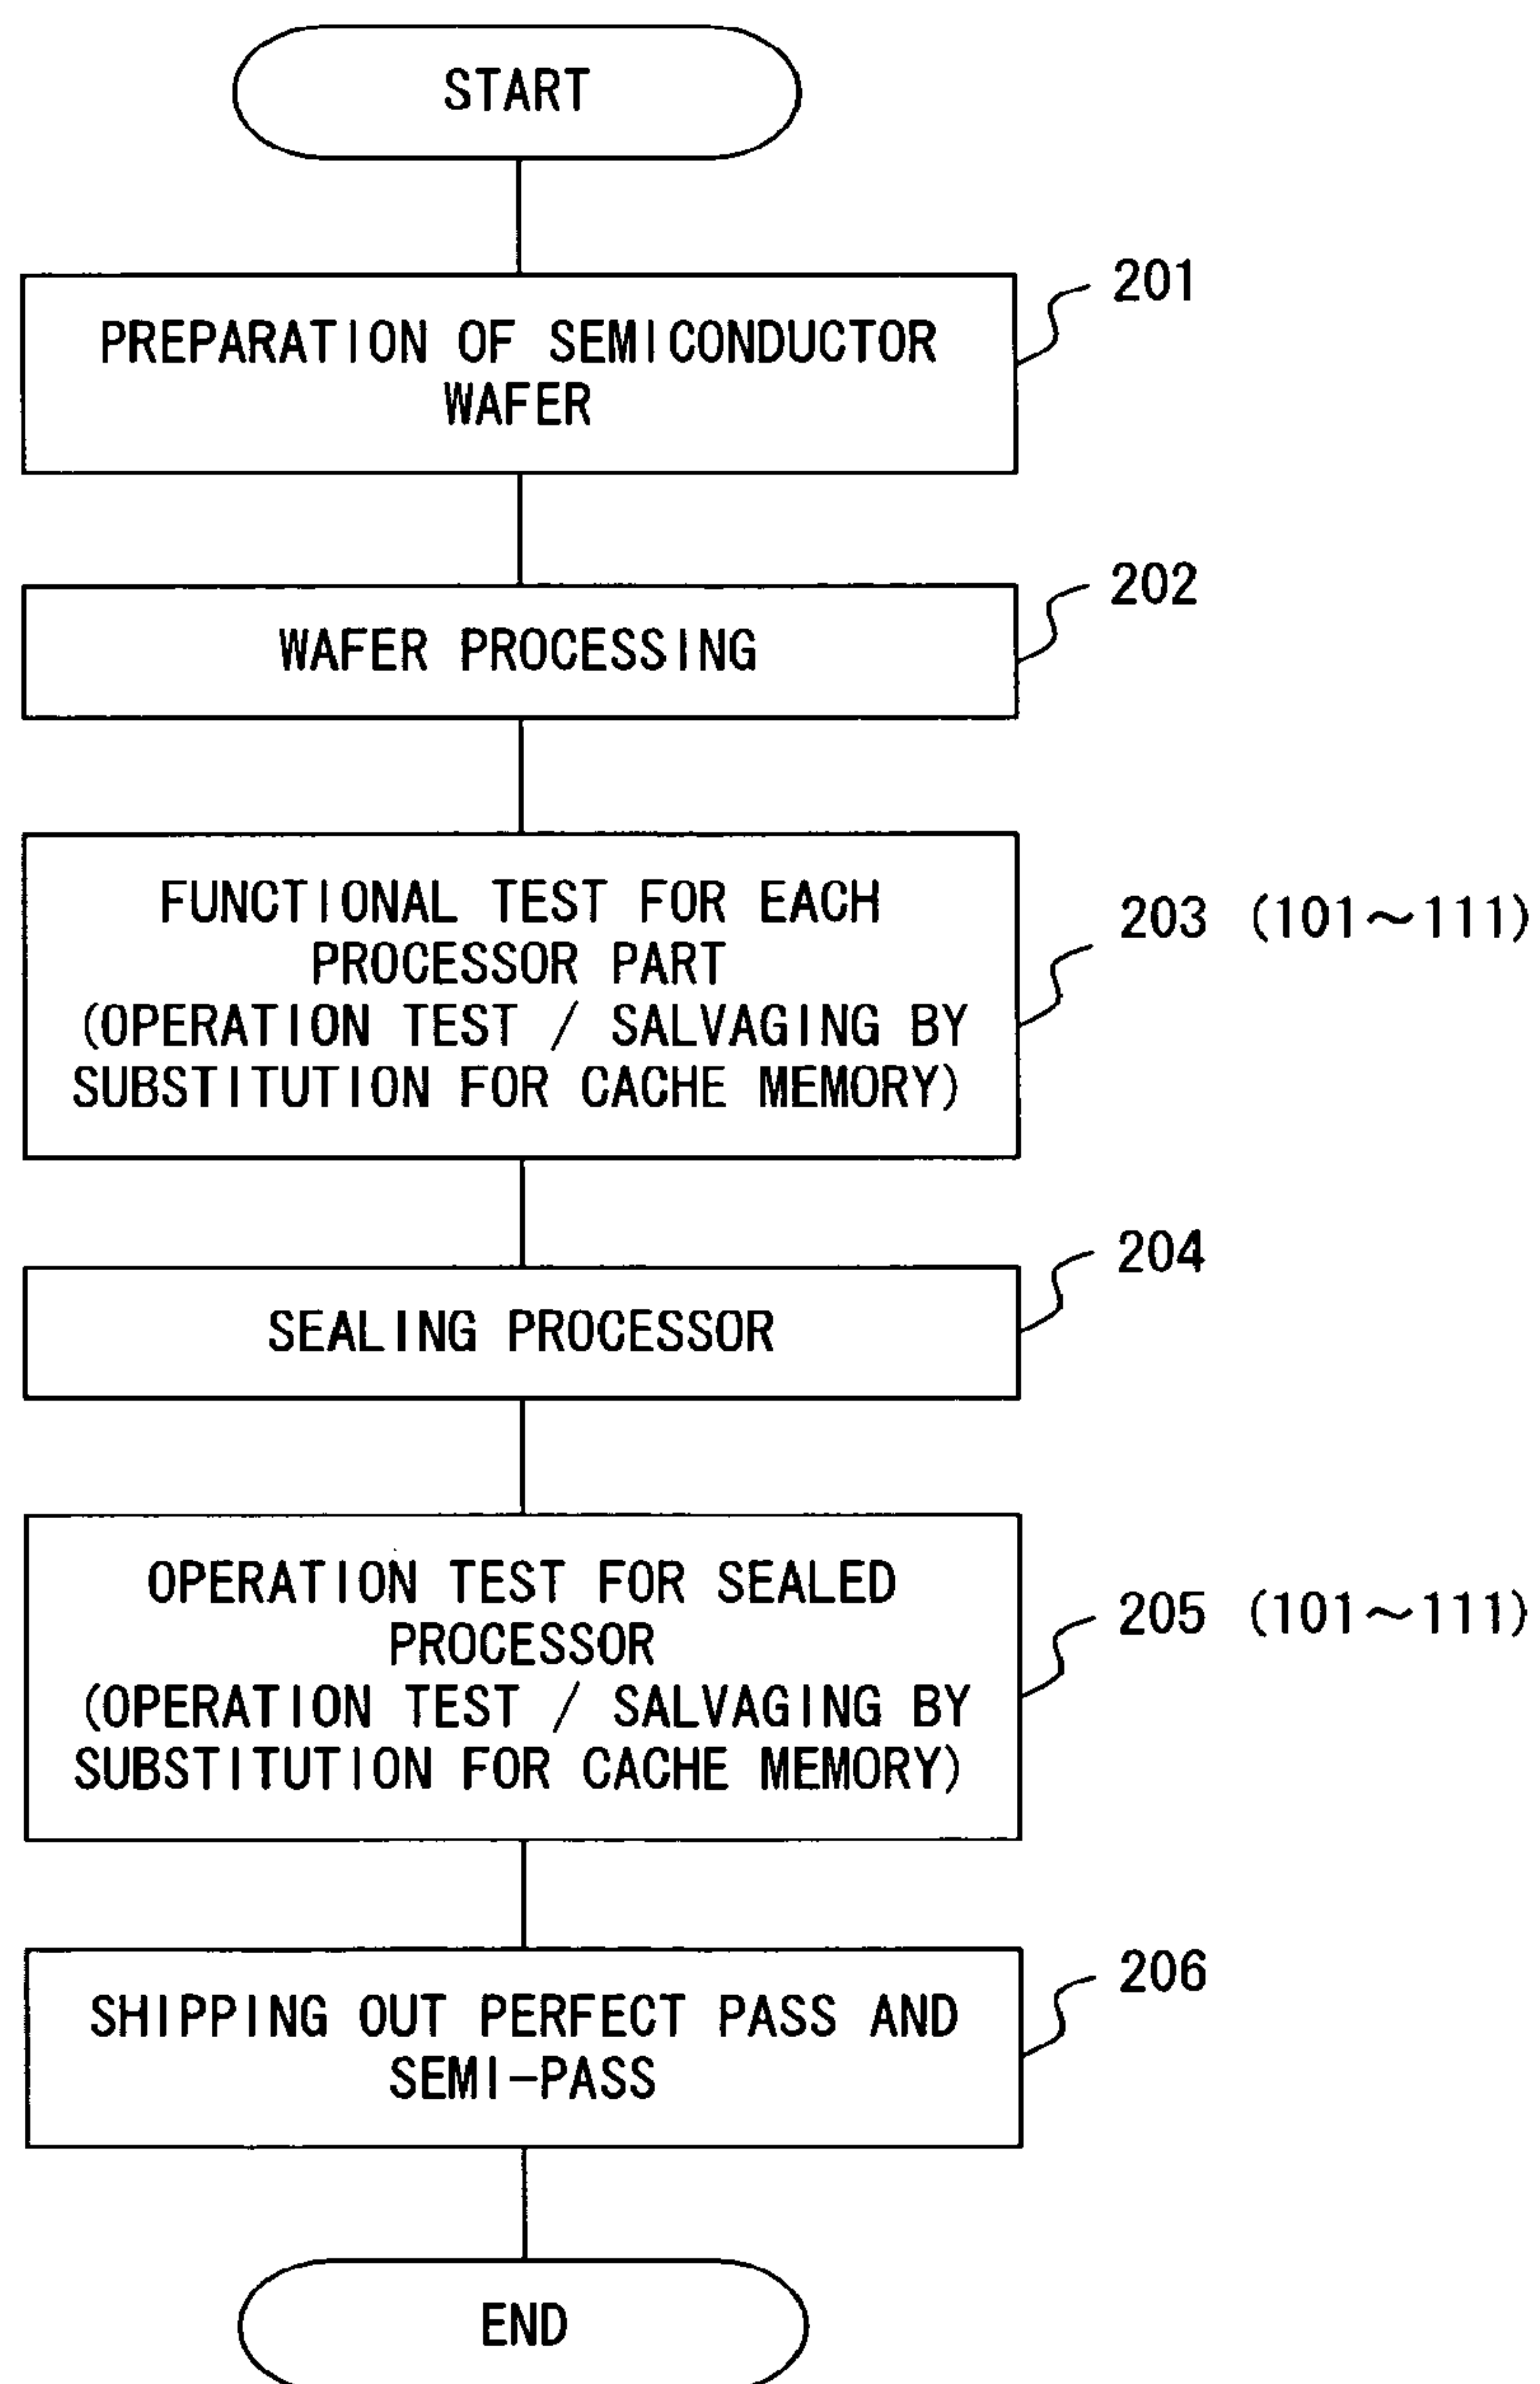 START
PREPARATION OF SEMICONDUCTOR
WAFER
201
WAFER PROCESSING
202
FUNCTIONAL TEST FOR EACH
PROCESSOR PART
(OPERATION TEST / SALVAGING BY
SUBSTITUTION FOR CACHE MEMORY)
203 (101～111)
SEALING PROCESSOR
204
OPERATION TEST FOR SEALED
PROCESSOR
(OPERATION TEST / SALVAGING BY
SUBSTITUTION FOR CACHE MEMORY)
205 (101～111)
SHIPPING OUT PERFECT PASS AND
SEMI-PASS
206
END